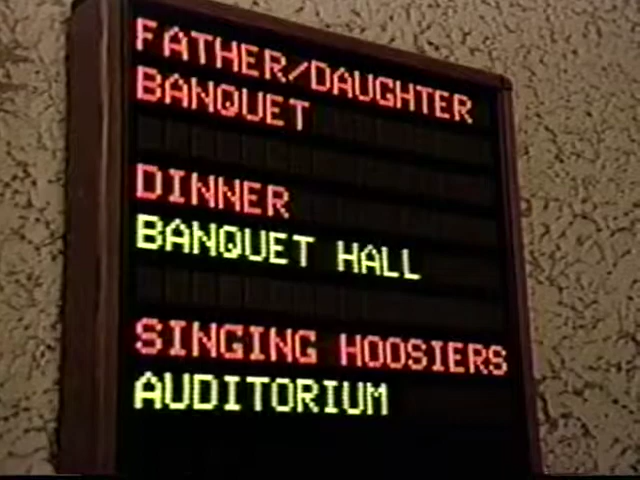 FATHER/DAUGHTER
BANQUET
DINNER
BANQUET HALL
SINGING HOOSIERS
AUDITORIUM